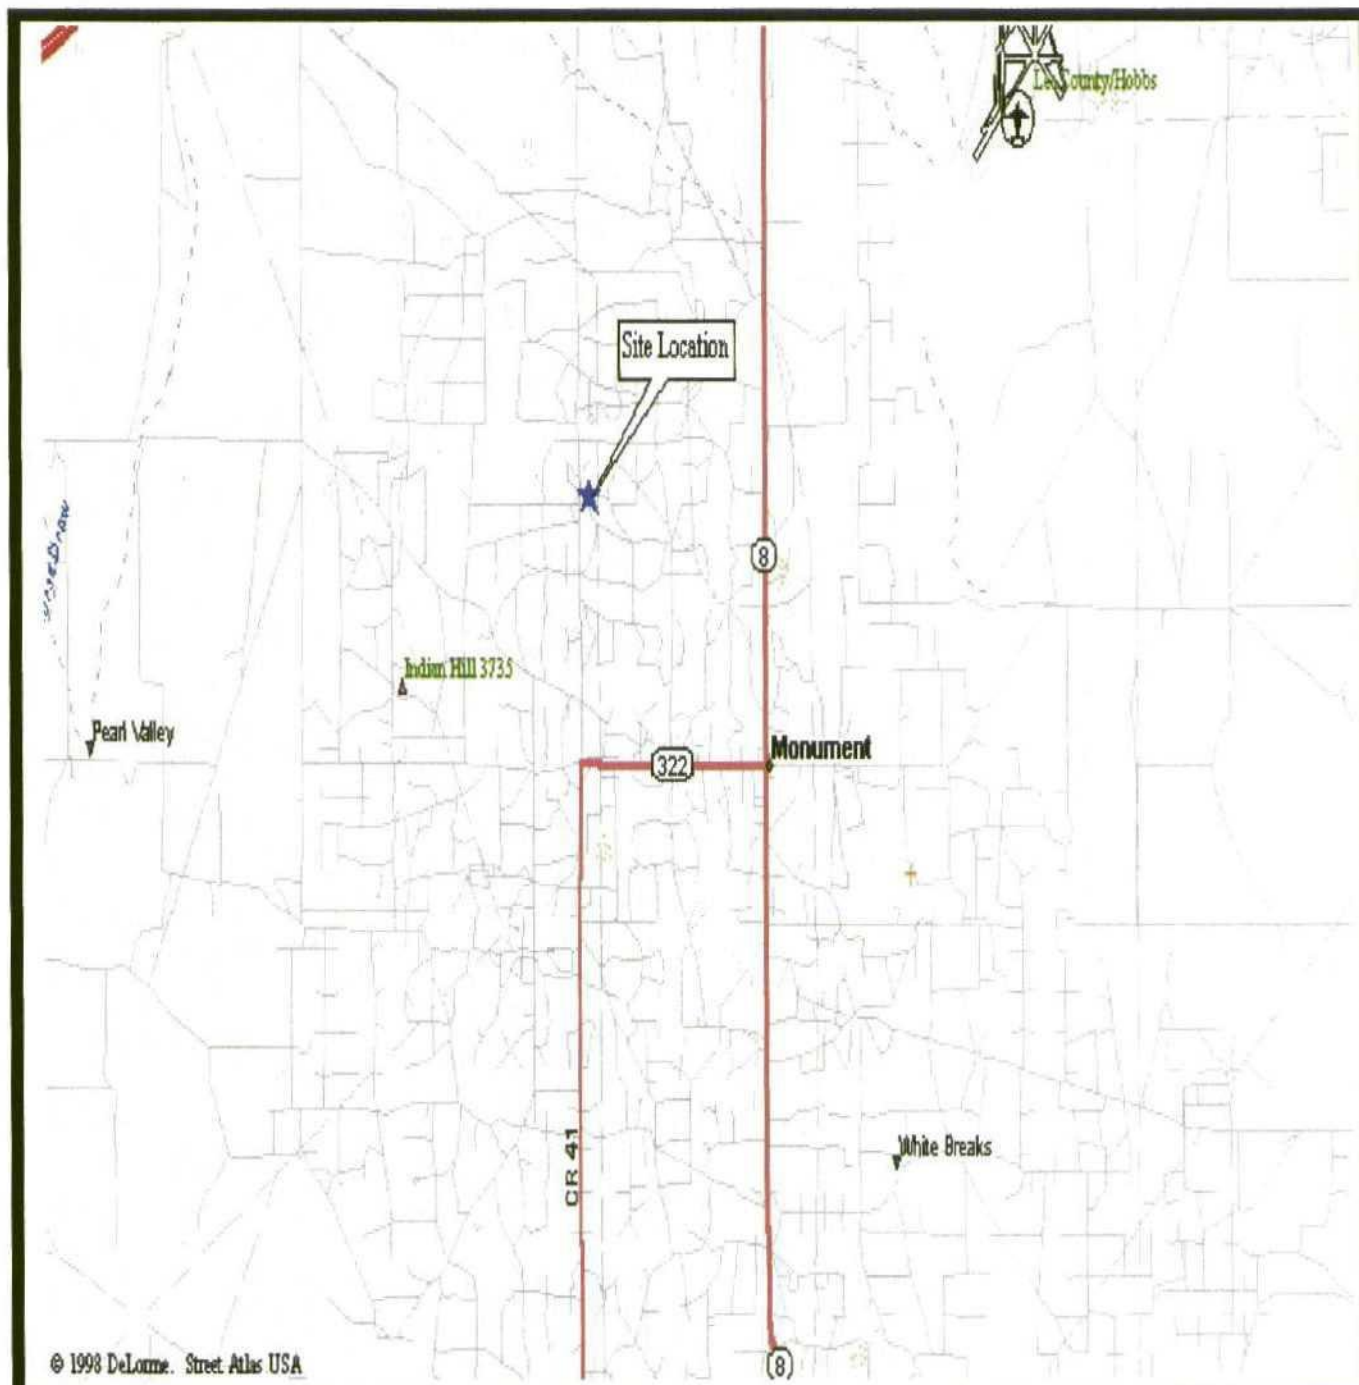 Lea County/Hobbs
Site Location
8
Indian Hill 3735
Pearl Valley
Monument
322
CR 41
White Breaks
8
© 1998 DeLorme. Street Atlas USA